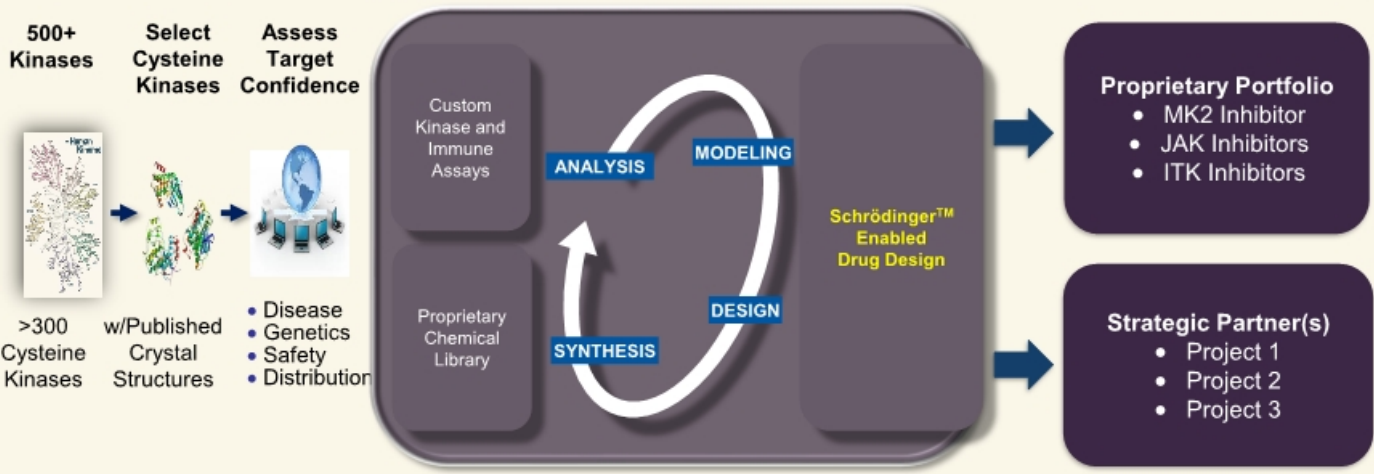 500+
Kinases
Select
Cysteine
Kinases
Assess
Target
Confidence
Human
Kinome
>300
Cysteine
Kinases
w/Published
Crystal
Structures
• Disease
• Genetics
• Safety
• Distribution
Custom
Kinase and
Immune
Assays
Proprietary
Chemical
Library
ANALYSIS
MODELING
DESIGN
SYNTHESIS
Schrödinger™
Enabled
Drug Design
Proprietary Portfolio
• MK2 Inhibitor
• JAK Inhibitors
• ITK Inhibitors
Strategic Partner(s)
• Project 1
• Project 2
• Project 3